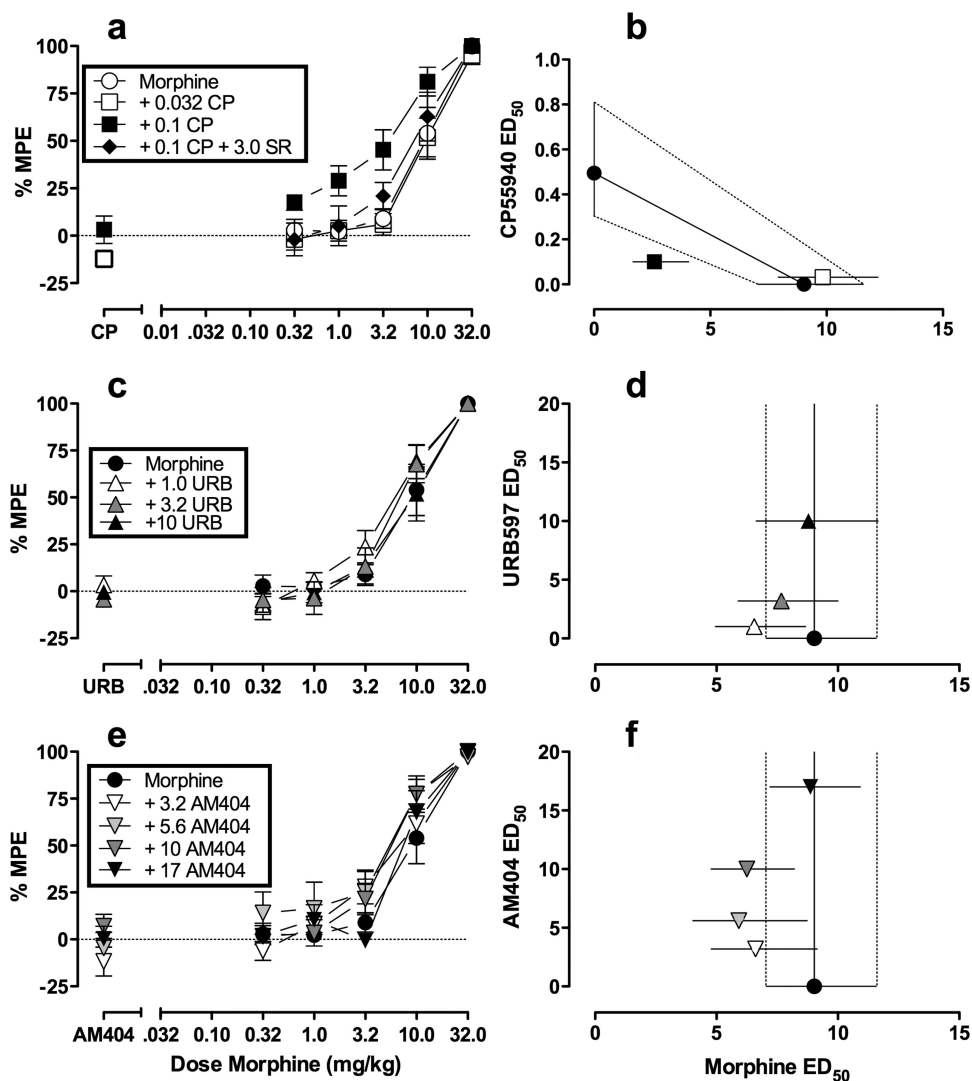 a
100
75
50
25
0
-25
% MPE
Morphine
+ 0.032 CP
+ 0.1 CP
+ 0.1 CP + 3.0 SR
CP 0.01 .032 0.10 0.32 1.0 3.2 10.0 32.0
b
1.0
0.8
0.6
0.4
0.2
0.0
CP55940 ED50
0 5 10 15
c
100
75
50
25
0
-25
% MPE
Morphine
+ 1.0 URB
+ 3.2 URB
+10 URB
URB .032 0.10 0.32 1.0 3.2 10.0 32.0
d
20
15
10
5
0
URB597 ED50
0 5 10 15
e
100
75
50
25
0
-25
% MPE
Morphine
+ 3.2 AM404
+ 5.6 AM404
+ 10 AM404
+ 17 AM404
AM404 .032 0.10 0.32 1.0 3.2 10.0 32.0
Dose Morphine (mg/kg)
f
20
15
10
5
0
AM404 ED50
0 5 10 15
Morphine ED50